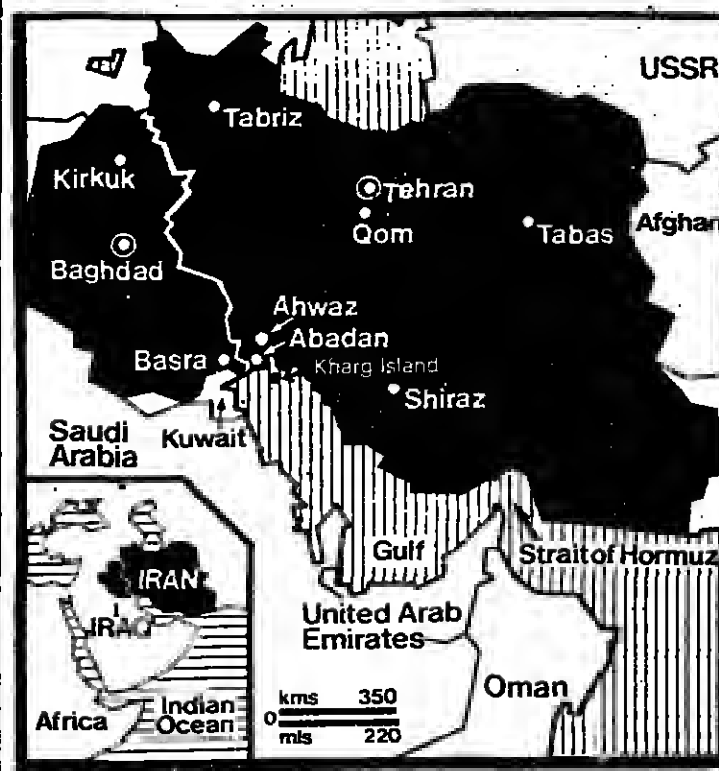 USSR
Tabriz
Kirkuk
Tehran
Qom
Tabas
Afghan
Baghdad
Ahwaz
Abadan
Basra
Kharg Island
Shiraz
Kuwait
Saudi
Arabia
Gulf
Strait of Hormuz
United Arab
Emirates
Oman
IRAN
IRAQ
Africa
Indian
Ocean
kms 350
0
mls 220